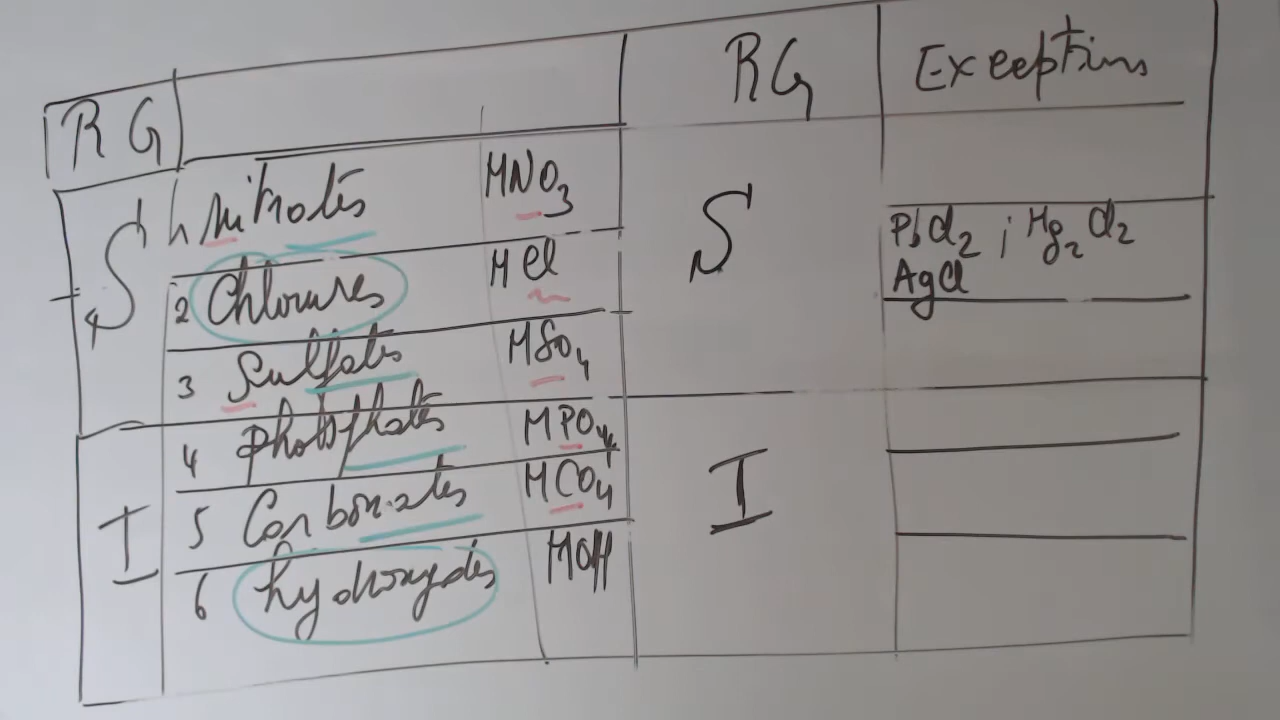 RG RG Exceptions
S 1 nitrates MNO3 S
2 Chlorures MCl PbCl2 ; Hg2Cl2
AgCl
3 Sulfates MSO4
4 phosphates MPO4 I
I 5 Carbonates MCO4
6 hydroxydes MOH